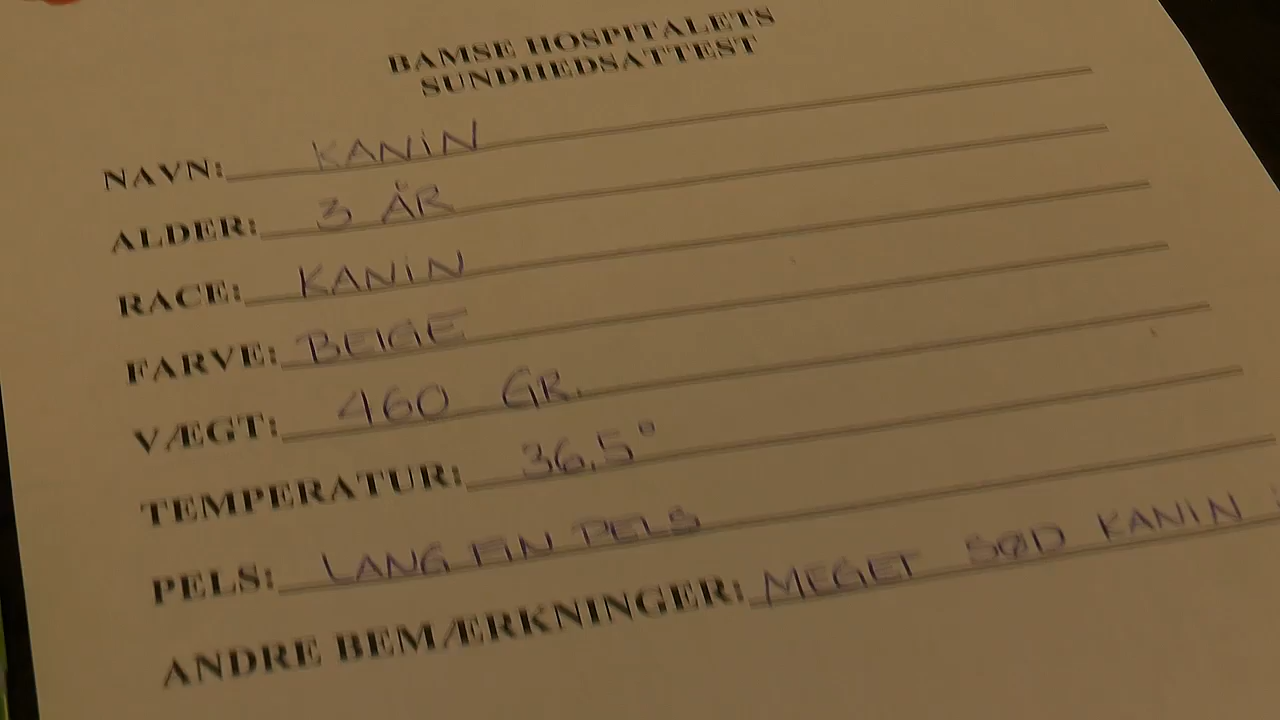 BAMSE HOSPITALETS
SUNDHEDSATTEST
NAVN: KANIN
ALDER: 3 ÅR
RACE: KANIN
FARVE: BEIGE
VÆGT: 460 GR.
TEMPERATUR: 36,5°
PELS: LANG FIN PELS
ANDRE BEMÆRKNINGER: MEGET SØD KANIN